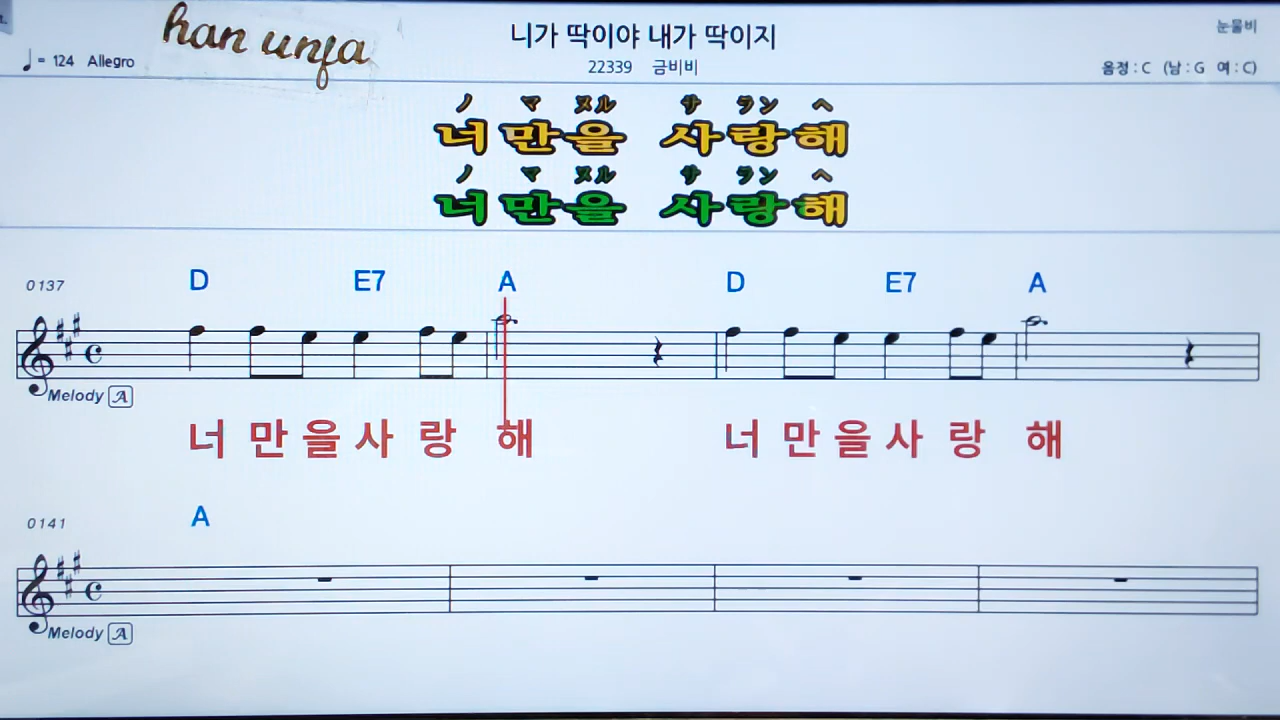 han unfa
니가 딱이야 내가 딱이지
눈물비
♩= 124 Allegro
22339 금비비
음정 : C (남 : G 여 : C)
ノ マ ヌル サ ラン ヘ
너만을 사랑해
ノ マ ヌル サ ラン ヘ
너만을 사랑해
0137 D E7 A D E7 A
Melody A
너 만 을 사 랑 해 너 만 을 사 랑 해
0141 A
Melody A